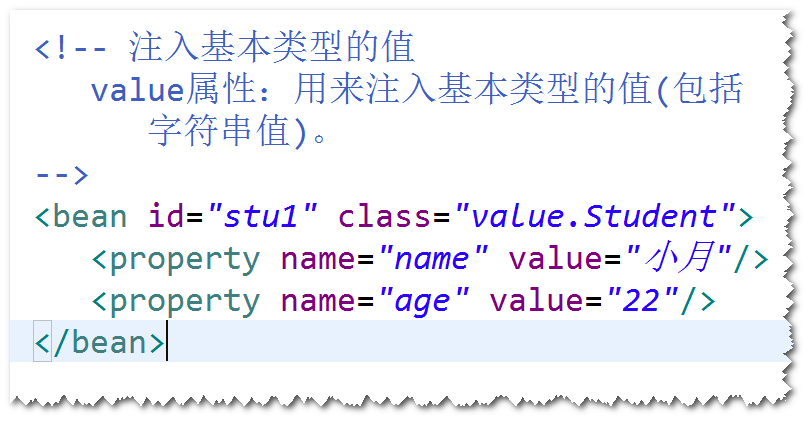 <!-- 注入基本类型的值
value属性：用来注入基本类型的值(包括
字符串值)。
-->
<bean id="stu1" class="value.Student">
<property name="name" value="小月"/>
<property name="age" value="22"/>
</bean>